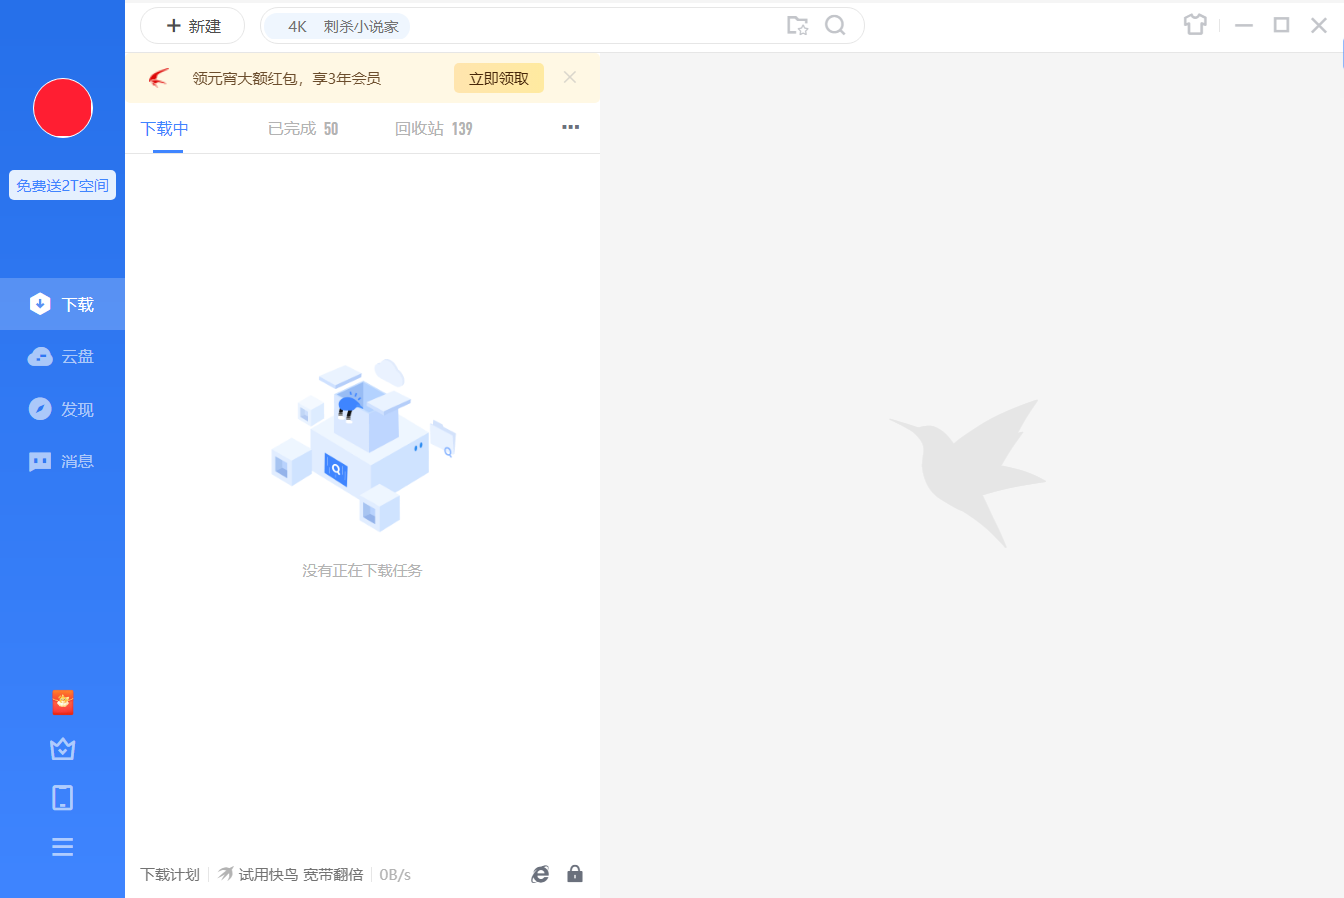 新建
4K 刺杀小说家
领元宵大额红包，享3年会员
立即领取
下载中
已完成 50
回收站 139
免费送2T空间
下载
云盘
发现
消息
没有正在下载任务
下载计划
试用快鸟 宽带翻倍
0B/s